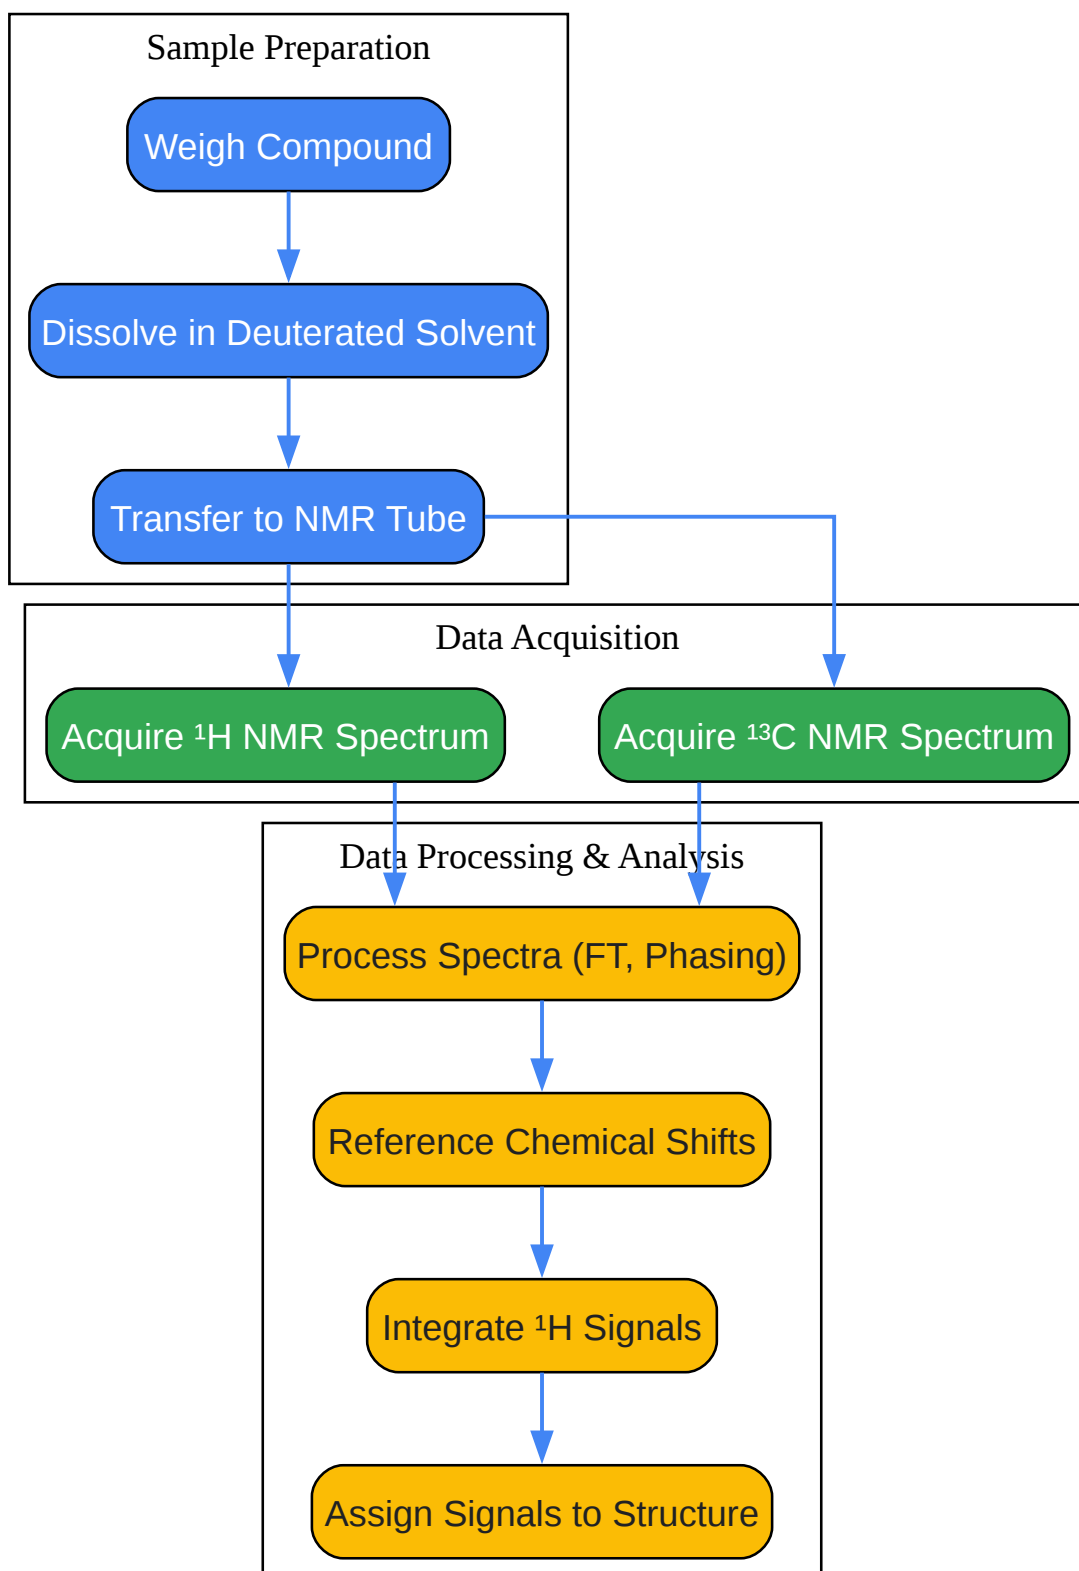 Sample Preparation
Weigh Compound
Dissolve in Deuterated Solvent
Transfer to NMR Tube
Data Acquisition
Acquire ¹H NMR Spectrum
Acquire ¹³C NMR Spectrum
Data Processing & Analysis
Process Spectra (FT, Phasing)
Reference Chemical Shifts
Integrate ¹H Signals
Assign Signals to Structure